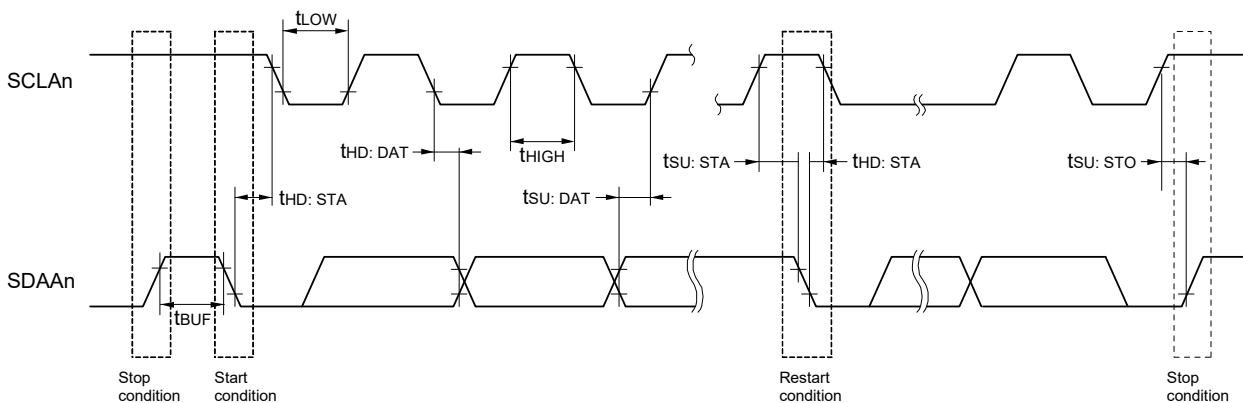 tLOW
SCLAn
tHD: DAT
tHIGH
tSU: STA
tHD: STA
tSU: STO
tHD: STA
tSU: DAT
SDAAn
tBUF
Stop
condition
Start
condition
Restart
condition
Stop
condition